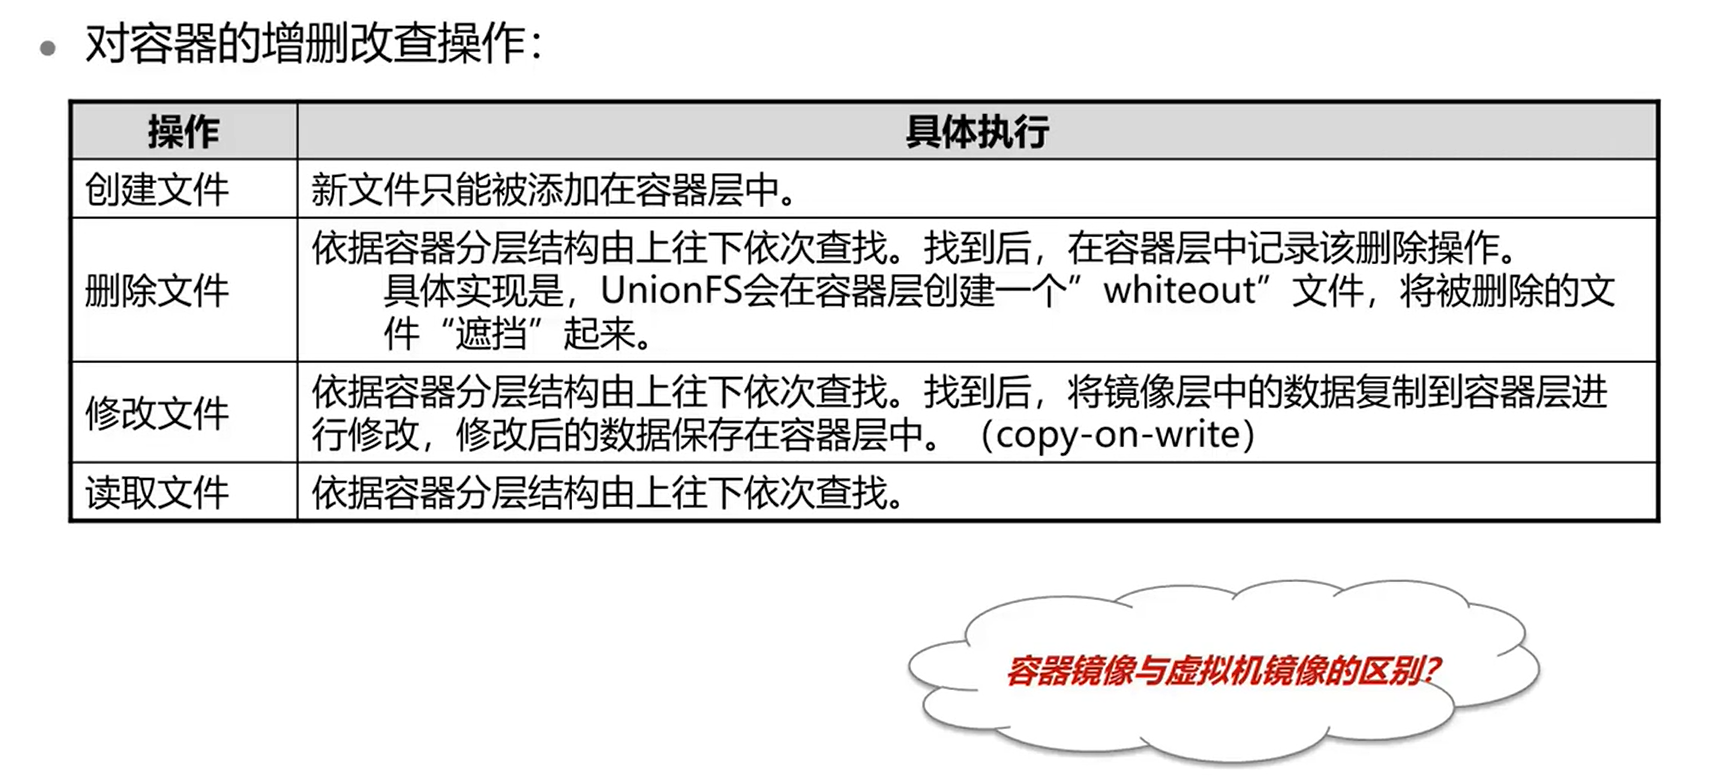 对容器的增删改查操作：
操作 具体执行
创建文件 新文件只能被添加在容器层中。
删除文件 依据容器分层结构由上往下依次查找。找到后，在容器层中记录该删除操作。
具体实现是，UnionFS会在容器层创建一个”whiteout”文件，将被删除的文
件“遮挡”起来。
修改文件 依据容器分层结构由上往下依次查找。找到后，将镜像层中的数据复制到容器层进
行修改，修改后的数据保存在容器层中。（copy-on-write）
读取文件 依据容器分层结构由上往下依次查找。
容器镜像与虚拟机镜像的区别？